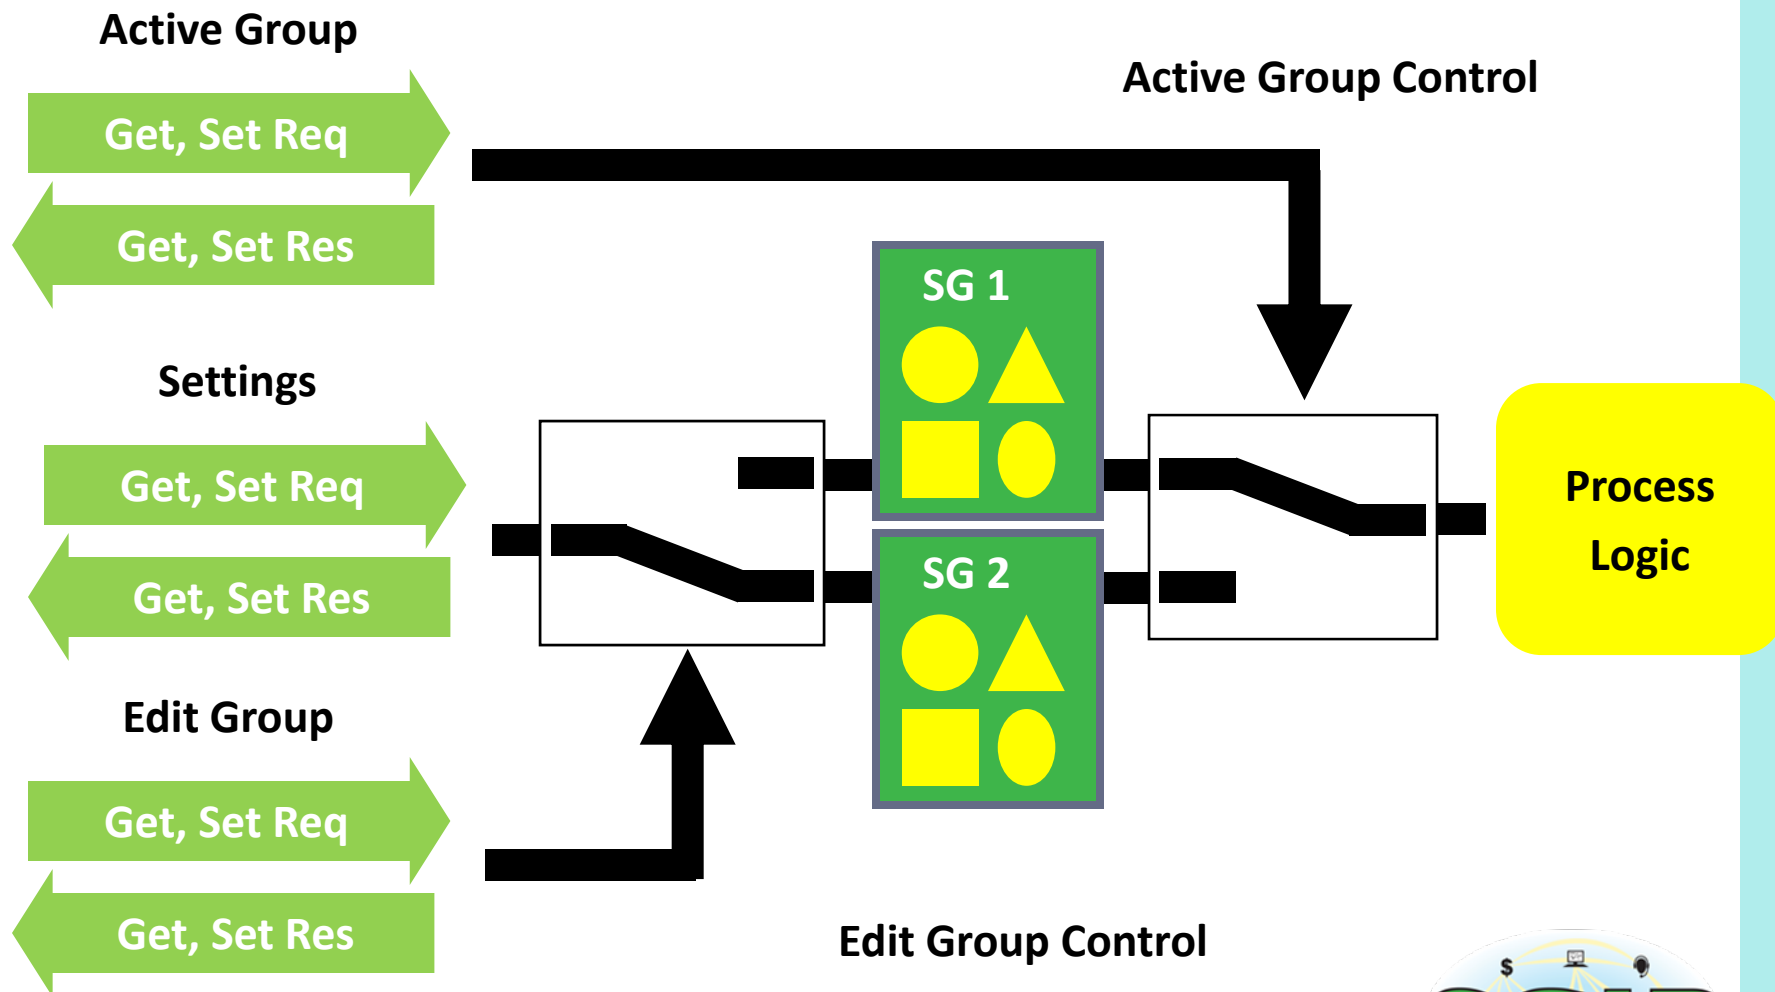 Active Group
Active Group Control
Get, Set Req
Get, Set Res
SG 1
Settings
Get, Set Req
Get, Set Res
Process
Logic
SG 2
Edit Group
Get, Set Req
Get, Set Res
Edit Group Control
$